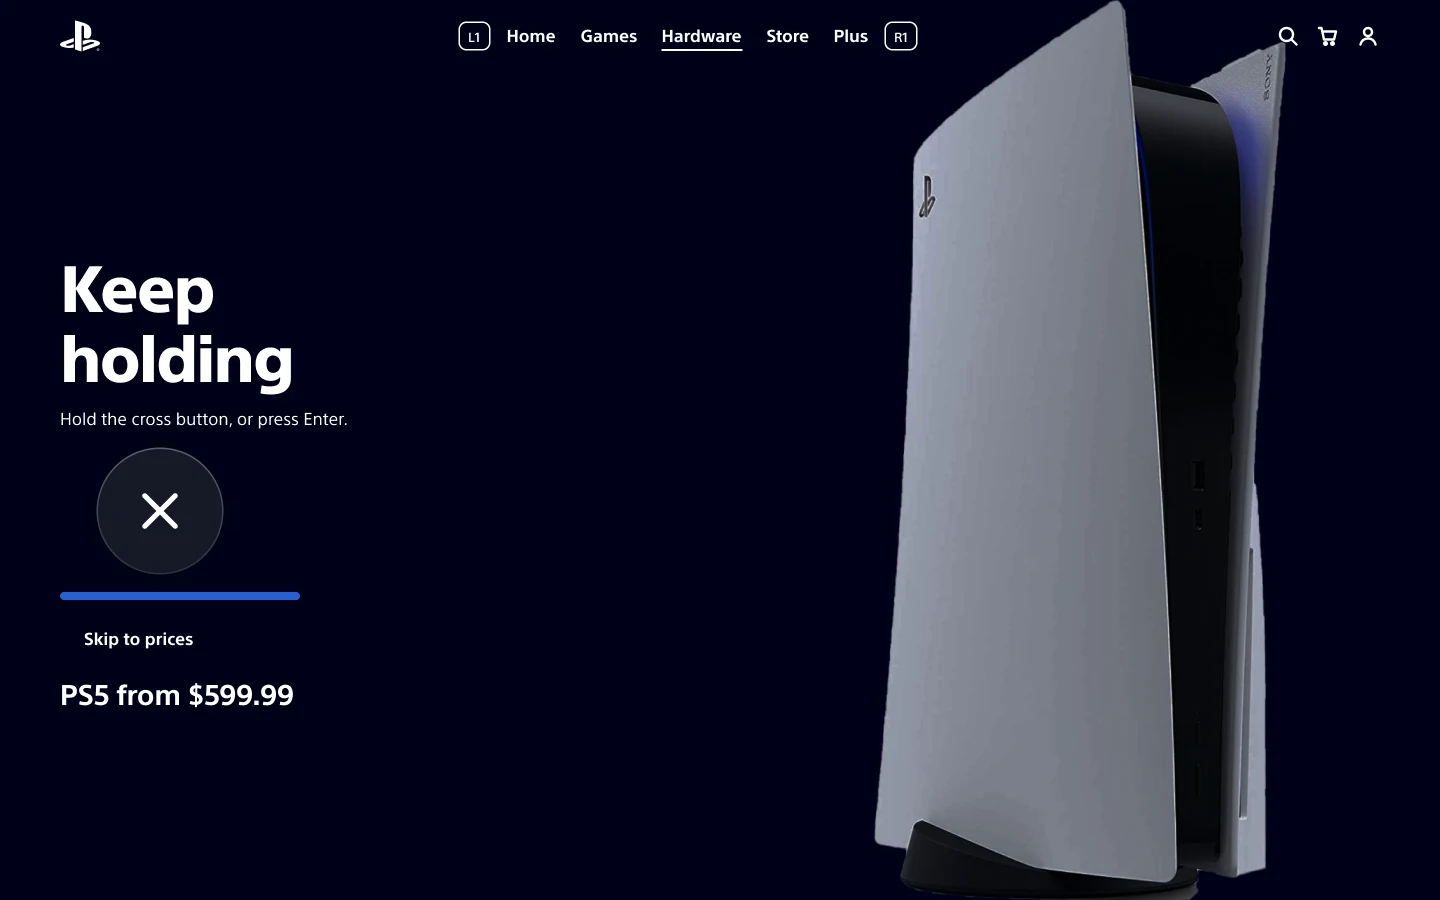 L1
Home
Games
Hardware
Store
Plus
R1
SONY
Keep
holding
Hold the cross button, or press Enter.
Skip to prices
PS5 from $599.99